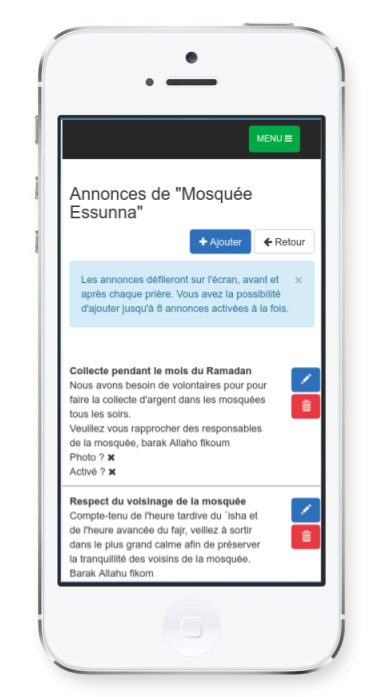 MENU
Annonces de "Mosquée
Essunna"
Ajouter
Retour
Les annonces défileront sur l'écran, avant et
après chaque prière. Vous avez la possibilité
d'ajouter jusqu'à 8 annonces activées à la fois.
Collecte pendant le mois du Ramadan
Nous avons besoin de volontaires pour pour
faire la collecte d'argent dans les mosquées
tous les soirs.
Veuillez vous rapprocher des responsables
de la mosquée, barak Allaho fikoum
Photo ? ✖
Activé ? ✖
Respect du voisinage de la mosquée
Compte-tenu de l'heure tardive du `isha et
de l'heure avancée du fajr, veillez à sortir
dans le plus grand calme afin de préserver
la tranquillité des voisins de la mosquée.
Barak Allahu fikom